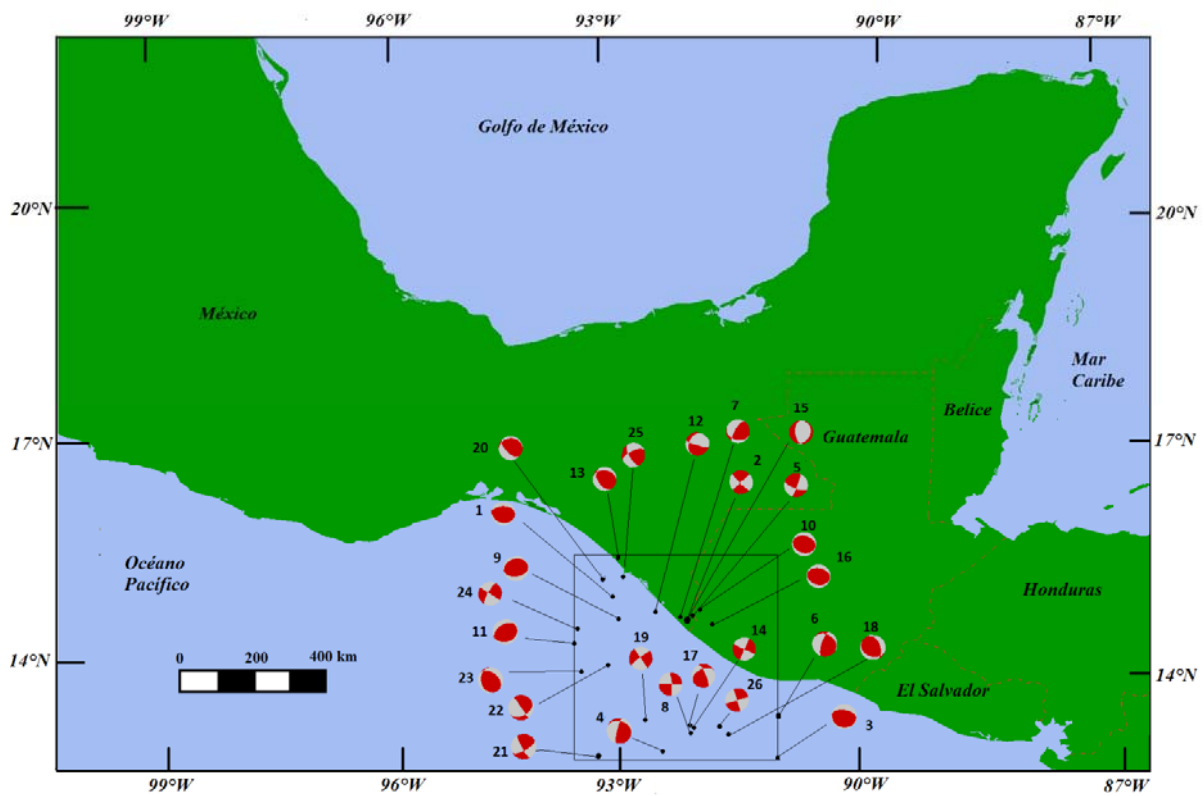 99°W 96°W 93°W 90°W 87°W
Golfo de México
20°N 20°N
México
Mar
Caribe
Belice
7 15
12
25
20
17°N Guatemala 17°N
13 2 5
1
10
Océano
Pacífico
9 16
24 Honduras
11 19 14 6 18
14°N 14°N
0 200 400 km
17
23 El Salvador
22 8 26
4 3
21
99°W 96°W 93°W 90°W 87°W